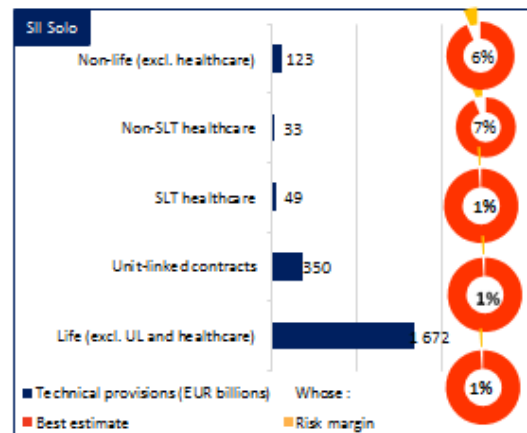 SII Solo
Non-life (excl. healthcare) 123 6%
Non-SLT healthcare 33 7%
SLT healthcare 49 1%
Unit-linked contracts 350 1%
Life (excl. UL and healthcare) 1 672 1%
Technical provisions (EUR billions) Whose :
Best estimate Risk margin